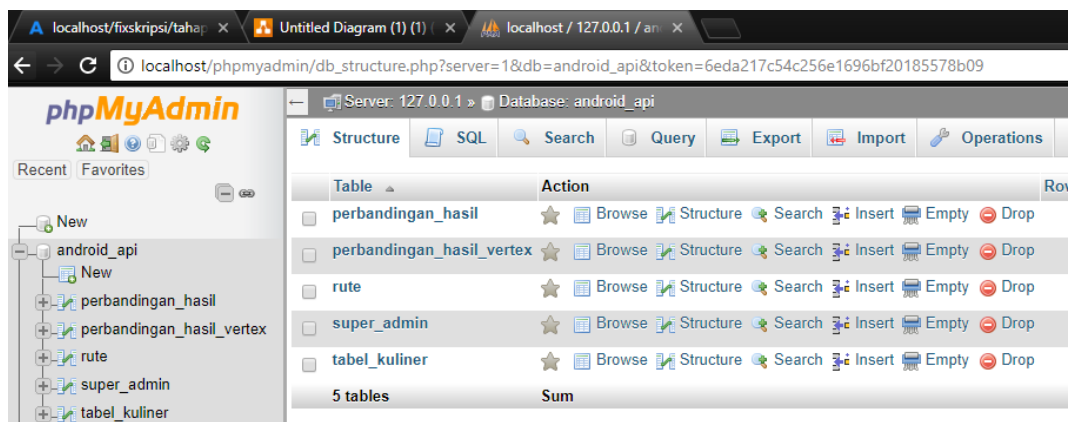 localhost/fixskripsi/tahap
Untitled Diagram (1) (1) (
localhost / 127.0.0.1 / an
localhost/phpmyadmin/db_structure.php?server=1&db=android_api&token=6eda217c54c256e1696bf20185578b09
phpMyAdmin
Recent Favorites
New
android_api
New
perbandingan_hasil
perbandingan_hasil_vertex
rute
super_admin
tabel_kuliner
Server: 127.0.0.1 » Database: android_api
Structure SQL Search Query Export Import Operations
Table Action Rov
perbandingan_hasil Browse Structure Search Insert Empty Drop
perbandingan_hasil_vertex Browse Structure Search Insert Empty Drop
rute Browse Structure Search Insert Empty Drop
super_admin Browse Structure Search Insert Empty Drop
tabel_kuliner Browse Structure Search Insert Empty Drop
5 tables Sum